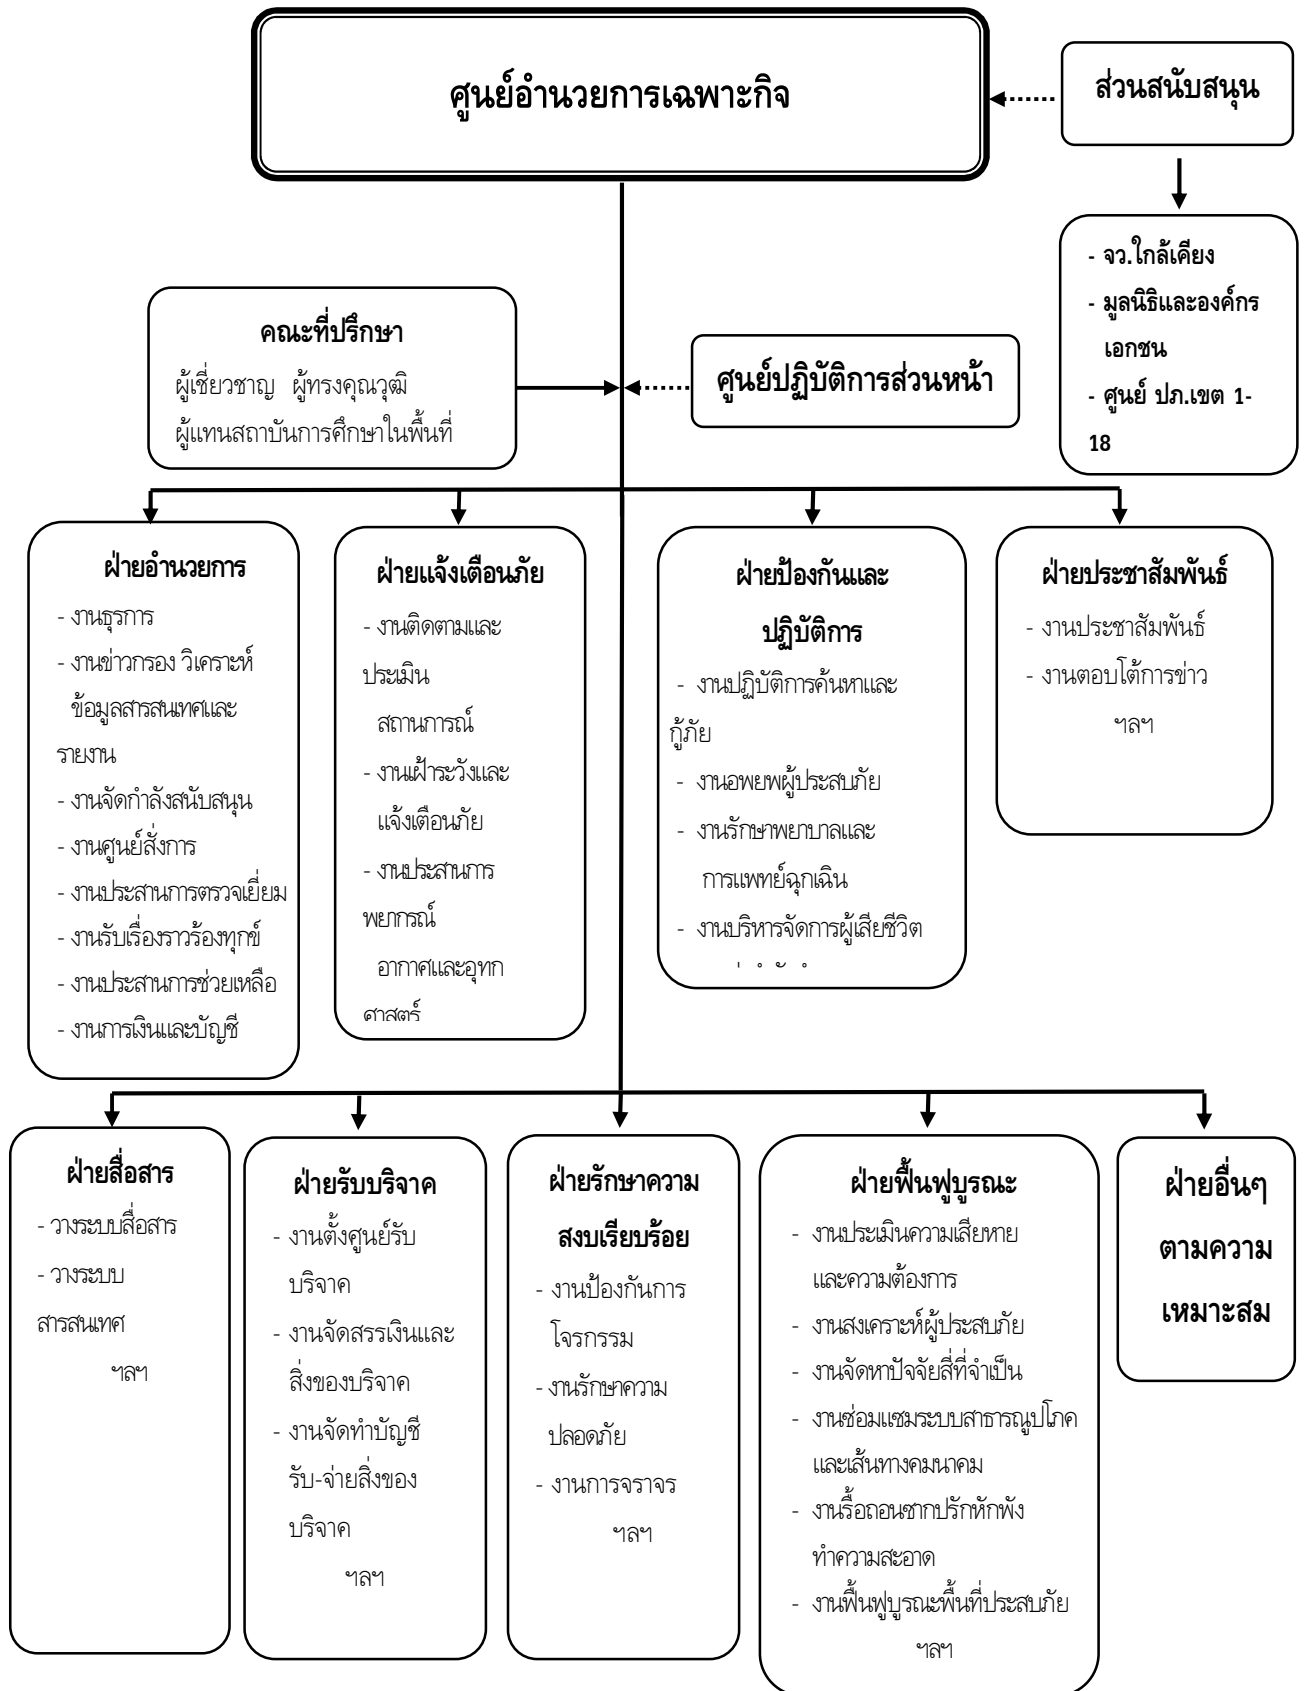 ศูนย์อำนวยการเฉพาะกิจ
ส่วนสนับสนุน
- จว.ใกล้เคียง
- มูลนิธิและองค์กร
เอกชน
- ศูนย์ ปภ.เขต 1-
18
คณะที่ปรึกษา
ผู้เชี่ยวชาญ ผู้ทรงคุณวุฒิ
ผู้แทนสถาบันการศึกษาในพื้นที่
ศูนย์ปฏิบัติการส่วนหน้า
ฝ่ายอำนวยการ
- งานธุรการ
- งานข่าวกรอง วิเคราะห์
ข้อมูลสารสนเทศและ
รายงาน
- งานจัดกำลังสนับสนุน
- งานศูนย์สั่งการ
- งานประสานการตรวจเยี่ยม
- งานรับเรื่องราวร้องทุกข์
- งานประสานการช่วยเหลือ
- งานการเงินและบัญชี
ฝ่ายแจ้งเตือนภัย
- งานติดตามและ
ประเมิน
สถานการณ์
- งานเฝ้าระวังและ
แจ้งเตือนภัย
- งานประสานการ
พยากรณ์
อากาศและอุทก
ศาสตร์
ฝ่ายป้องกันและ
ปฏิบัติการ
- งานปฏิบัติการค้นหาและ
กู้ภัย
- งานอพยพผู้ประสบภัย
- งานรักษาพยาบาลและ
การแพทย์ฉุกเฉิน
- งานบริหารจัดการผู้เสียชีวิต
ฝ่ายประชาสัมพันธ์
- งานประชาสัมพันธ์
- งานตอบโต้การข่าว
ฯลฯ
ฝ่ายสื่อสาร
- วางระบบสื่อสาร
- วางระบบ
สารสนเทศ
ฯลฯ
ฝ่ายรับบริจาค
- งานตั้งศูนย์รับ
บริจาค
- งานจัดสรรเงินและ
สิ่งของบริจาค
- งานจัดทำบัญชี
รับ-จ่ายสิ่งของ
บริจาค
ฯลฯ
ฝ่ายรักษาความ
สงบเรียบร้อย
- งานป้องกันการ
โจรกรรม
- งานรักษาความ
ปลอดภัย
- งานการจราจร
ฯลฯ
ฝ่ายฟื้นฟูบูรณะ
- งานประเมินความเสียหาย
และความต้องการ
- งานสงเคราะห์ผู้ประสบภัย
- งานจัดหาปัจจัยสี่ที่จำเป็น
- งานซ่อมแซมระบบสาธารณูปโภค
และเส้นทางคมนาคม
- งานรื้อถอนซากปรักหักพัง
ทำความสะอาด
- งานฟื้นฟูบูรณะพื้นที่ประสบภัย
ฯลฯ
ฝ่ายอื่นๆ
ตามความ
เหมาะสม